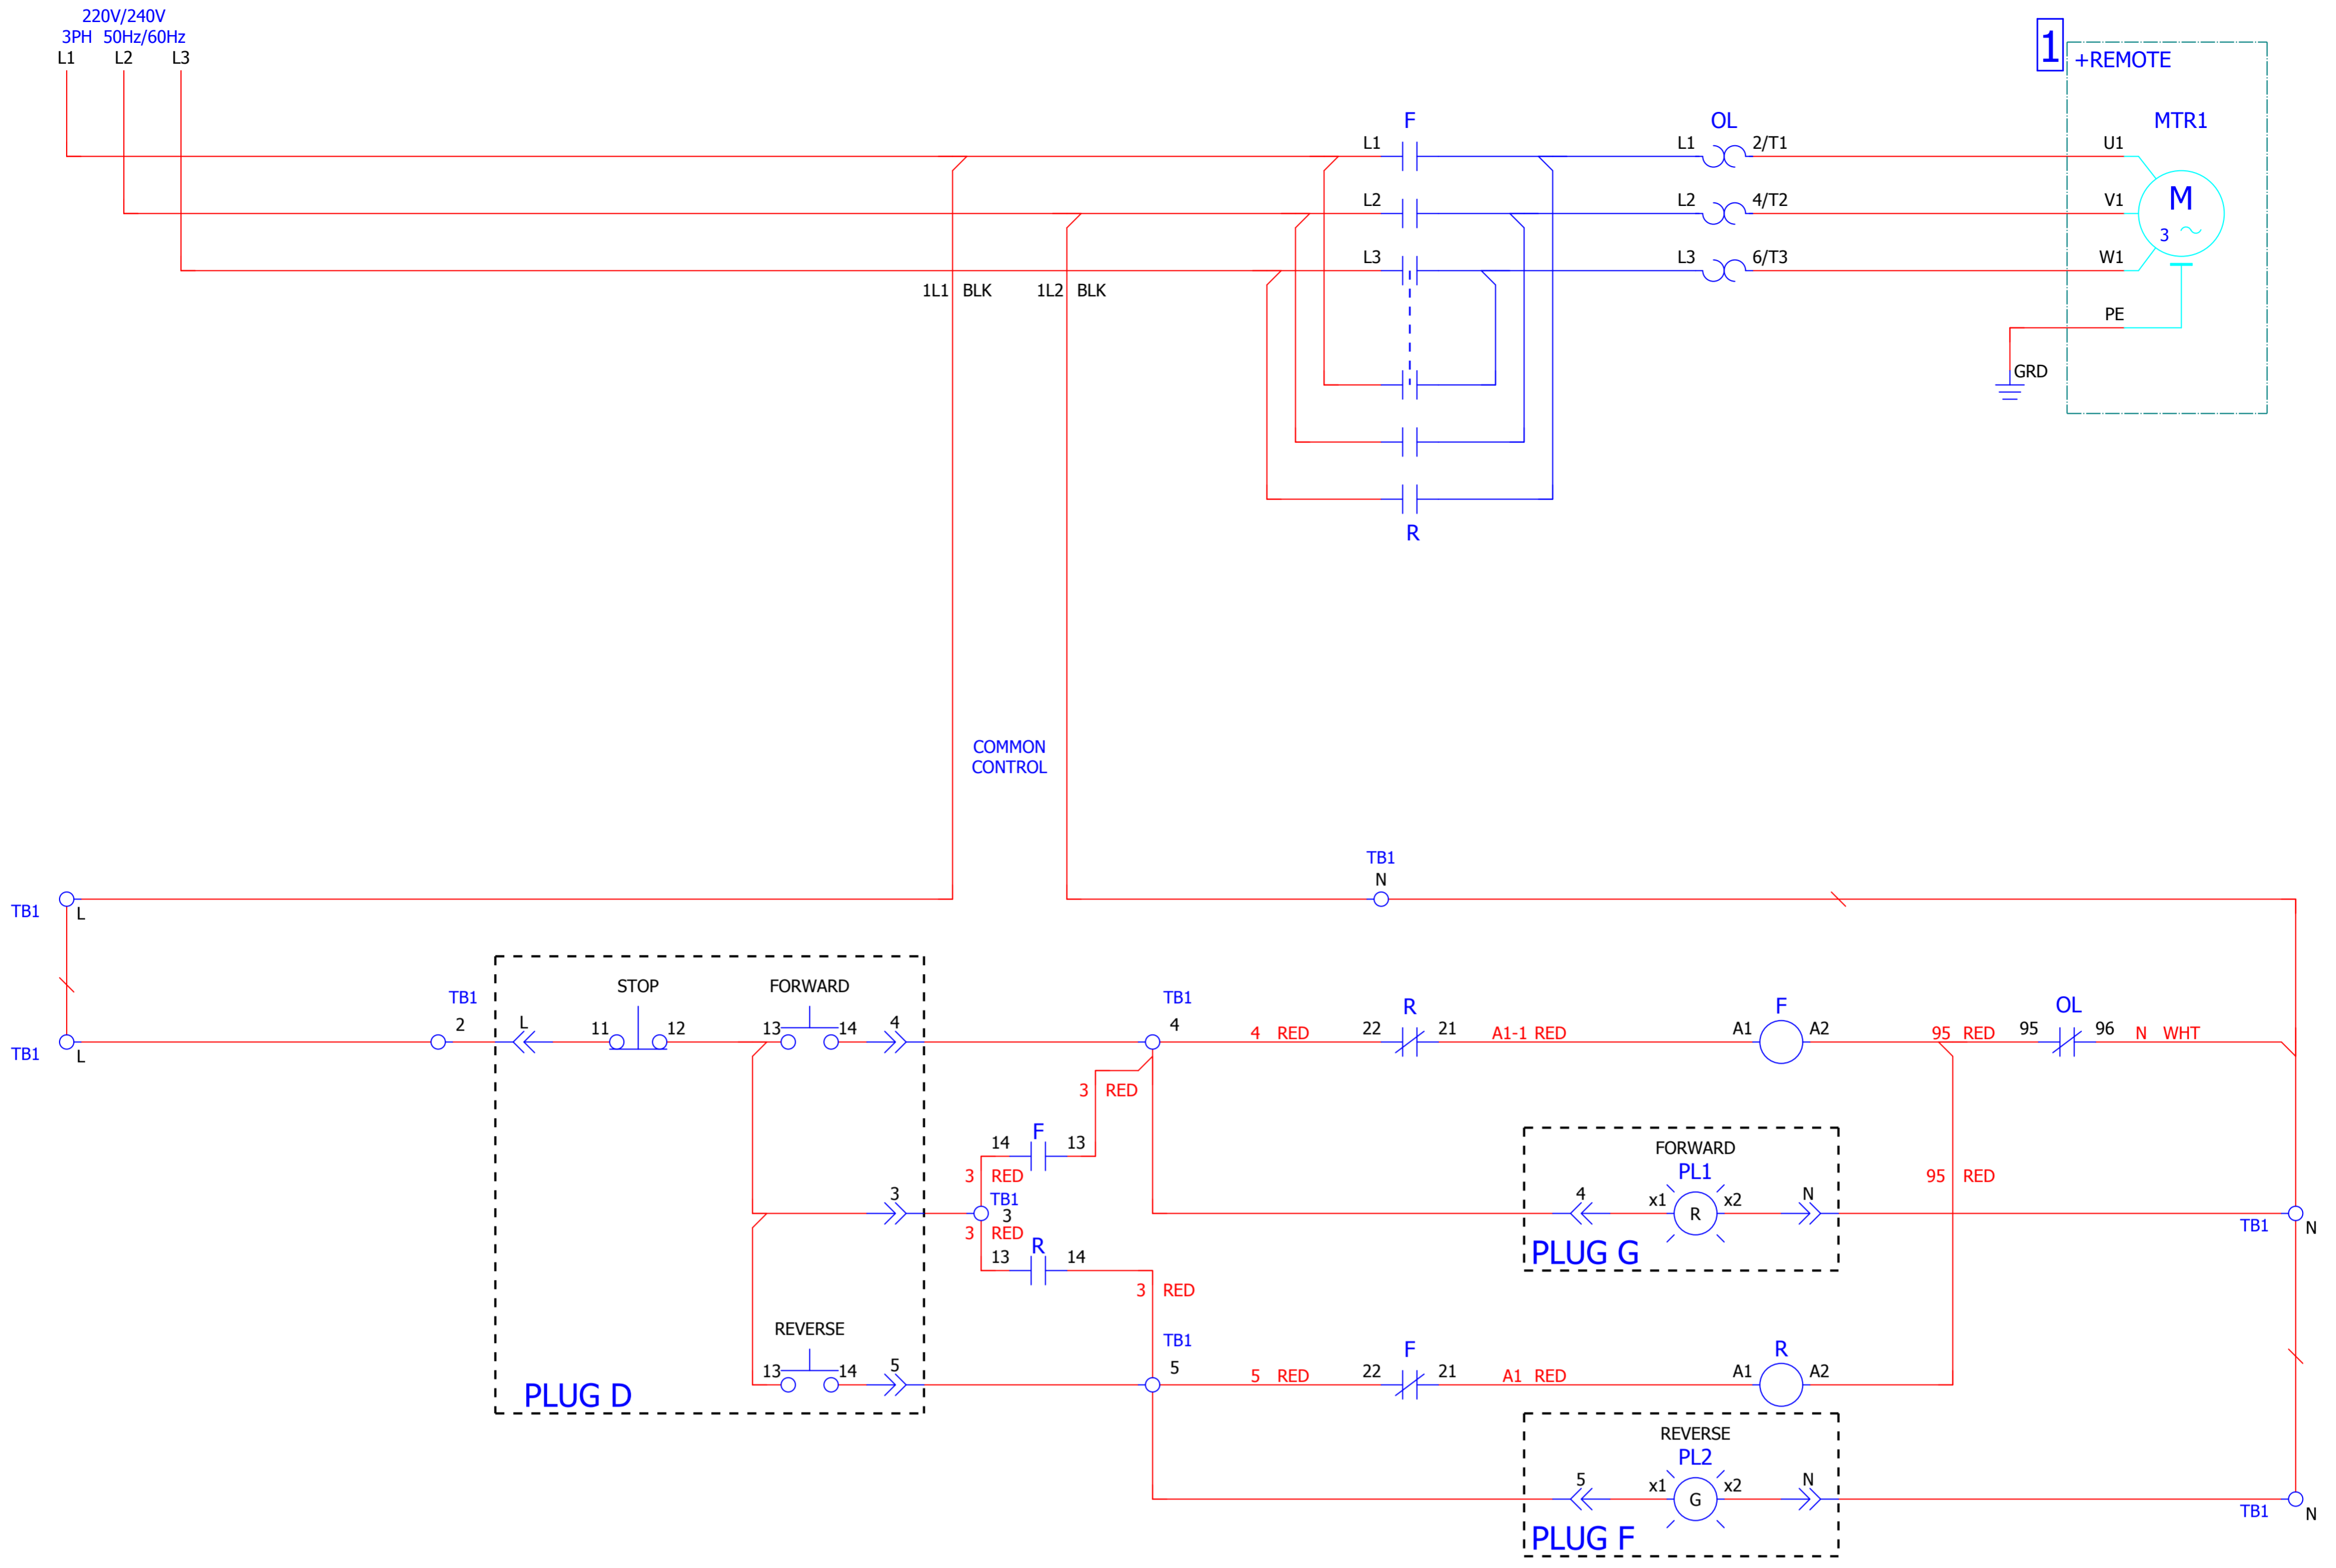 220V/240V
3PH 50Hz/60Hz
L1 L2 L3
1
+REMOTE
F OL MTR1
L1 L1 2/T1 U1
L2 L2 4/T2 V1 M
L3 L3 6/T3 W1 3
1L1 BLK 1L2 BLK
PE
GRD
R
COMMON
CONTROL
TB1
N
TB1 L
STOP FORWARD
TB1 TB1 R F OL
2 L 11 12 13 14 4 4 4 RED 22 21 A1-1 RED A1 A2 95 RED 95 96 N WHT
TB1 L
3 RED
F
14 13
FORWARD
3 RED
PL1
95 RED
TB1
3 3
4 x1 R x2 N
TB1 N
3 RED
R
13 14
PLUG G
3 RED
REVERSE
TB1 F R
13 14 5 5 5 RED 22 21 A1 RED A1 A2
PLUG D
REVERSE
PL2
5 x1 G x2 N
TB1 N
PLUG F